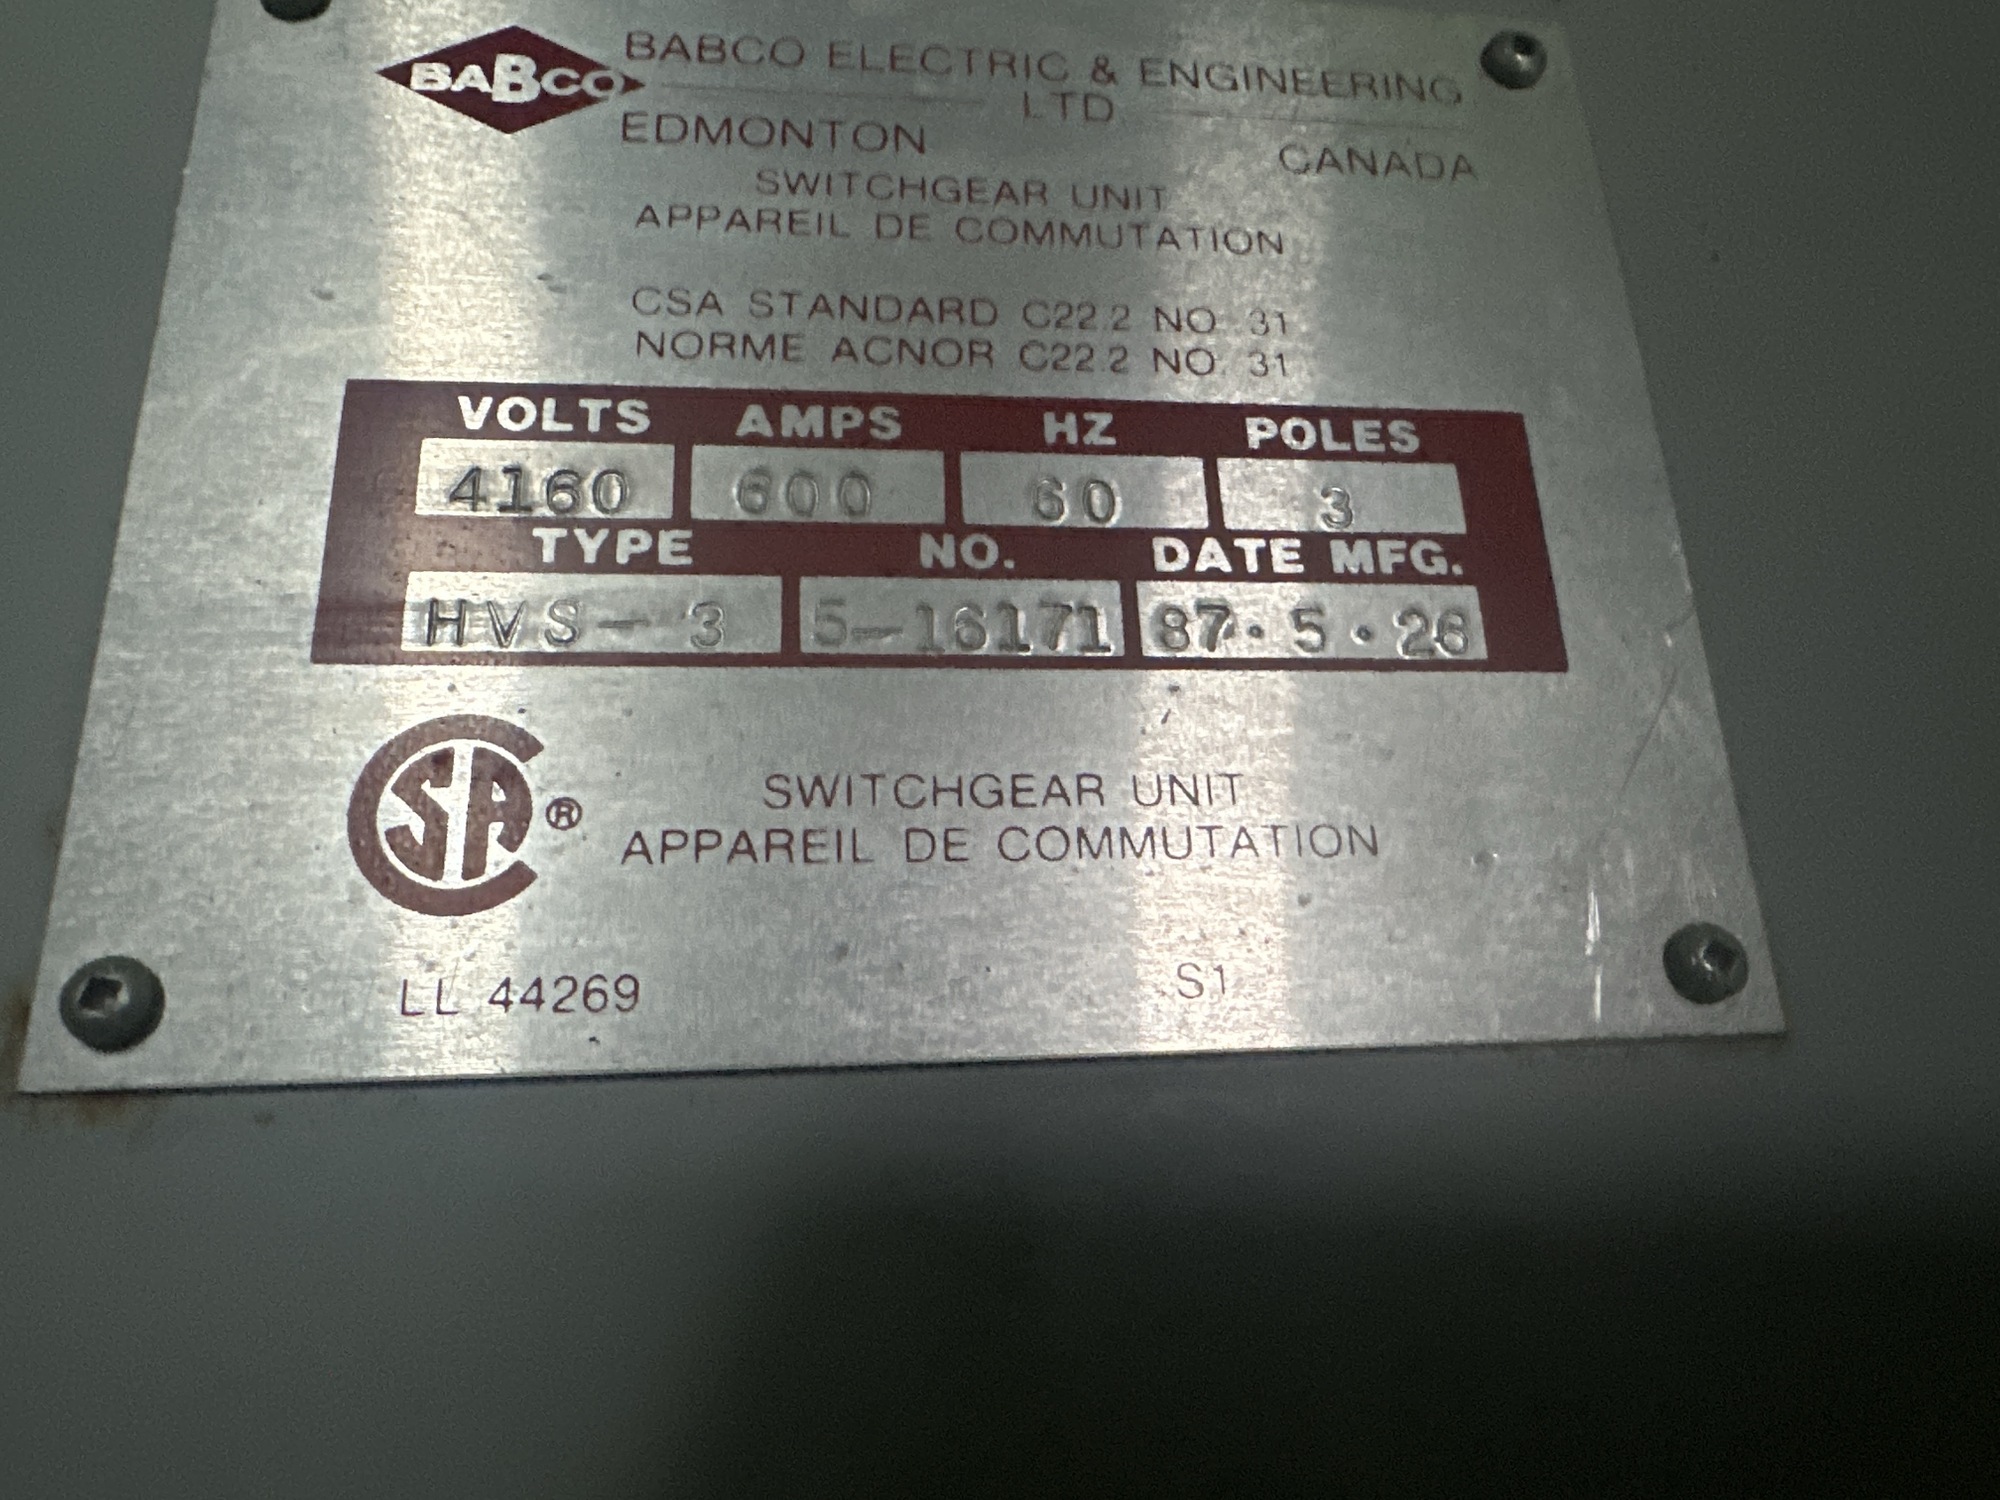 BABCO
BABCO ELECTRIC & ENGINEERING
LTD.
EDMONTON CANADA
SWITCHGEAR UNIT
APPAREIL DE COMMUTATION
CSA STANDARD C22.2 NO. 31
NORME ACNOR C22.2 NO. 31
VOLTS AMPS HZ POLES
4160 600 60 3
TYPE NO. DATE MFG.
HVS-3 5-16171 87·5·26
CSA ®
SWITCHGEAR UNIT
APPAREIL DE COMMUTATION
LL 44269 S1